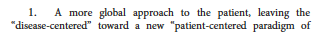 1. A more global approach to the patient, leaving the
“disease-centered” toward a new “patient-centered paradigm of